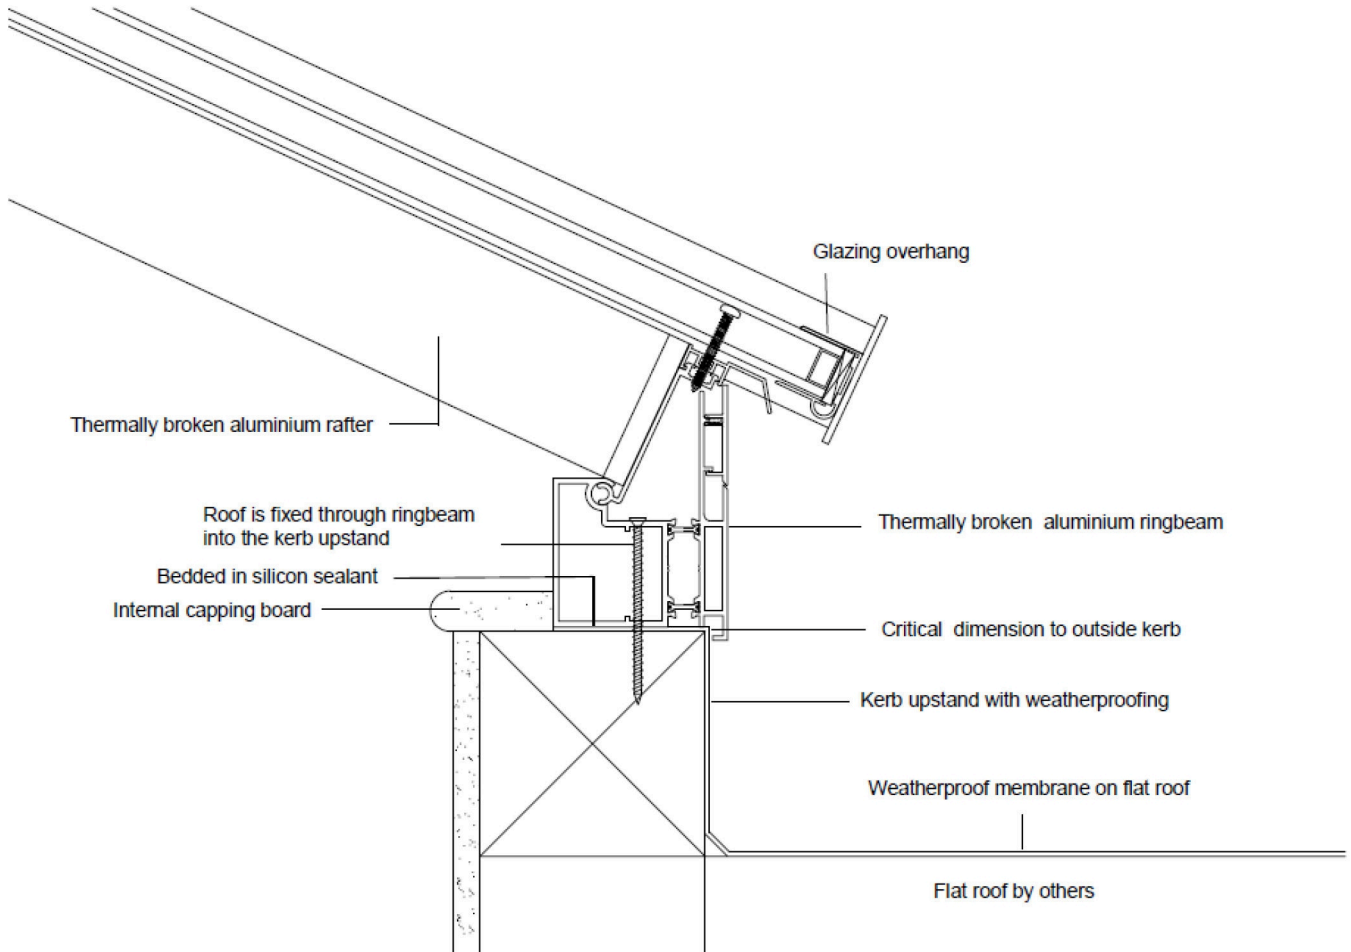 Glazing overhang
Thermally broken aluminium rafter
Roof is fixed through ringbeam
into the kerb upstand
Thermally broken aluminium ringbeam
Bedded in silicon sealant
Internal capping board
Critical dimension to outside kerb
Kerb upstand with weatherproofing
Weatherproof membrane on flat roof
Flat roof by others